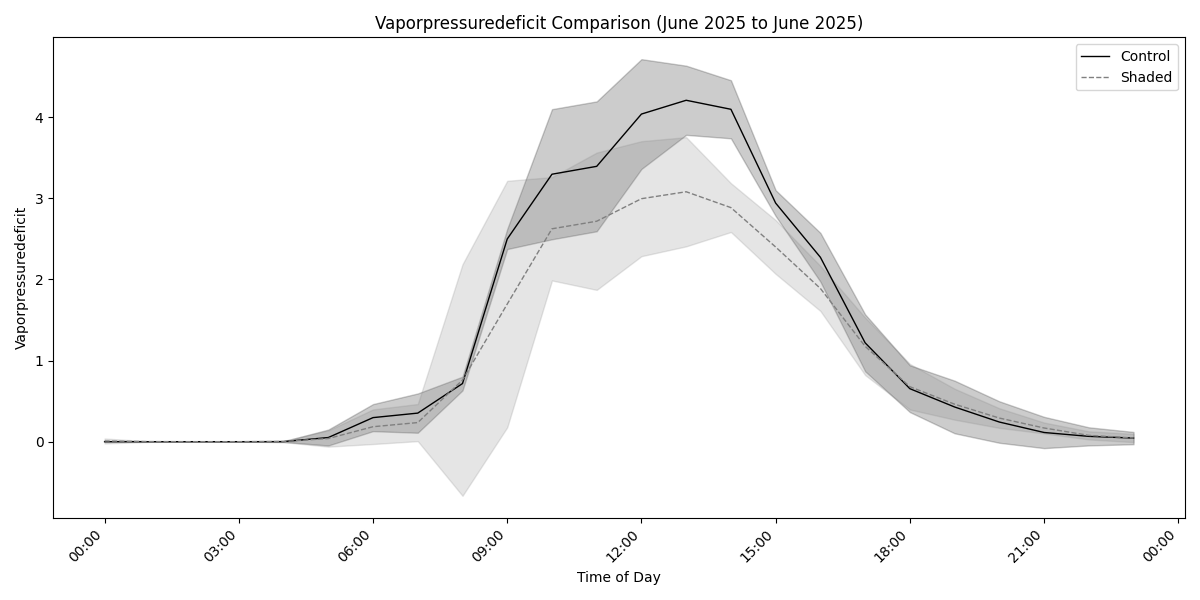 Vaporpressuredeficit Comparison (June 2025 to June 2025)
Control
Shaded
Vaporpressuredeficit
4
3
2
1
0
00:00
03:00
06:00
09:00
12:00
15:00
18:00
21:00
00:00
Time of Day